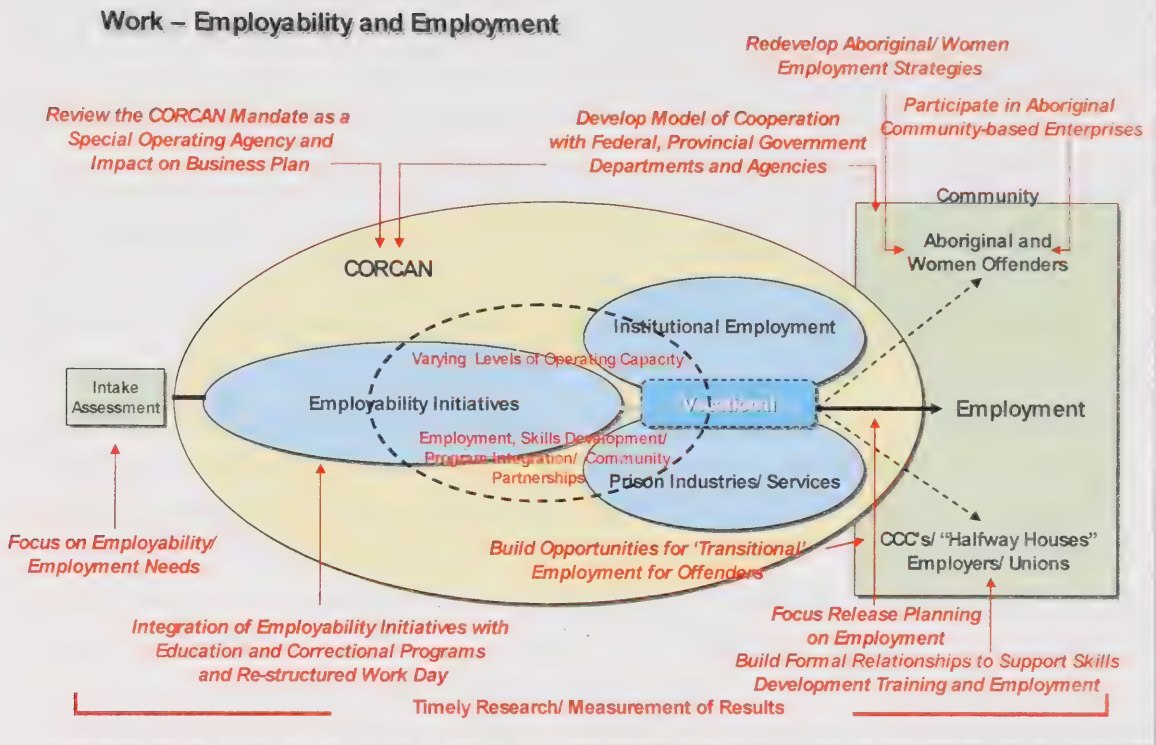 Work – Employability and Employment
Redevelop Aboriginal/ Women
Employment Strategies
Review the CORCAN Mandate as a
Special Operating Agency and
Impact on Business Plan
Develop Model of Cooperation
with Federal, Provincial Government
Departments and Agencies
Participate in Aboriginal
Community-based Enterprises
Community
Aboriginal and
Women Offenders
CORCAN
Institutional Employment
Varying Levels of Operating Capacity
Intake
Assessment
Employability Initiatives
Vocational
Employment
Employment, Skills Development/
Program Integration/ Community
Partnerships
Prison Industries/ Services
Focus on Employability/
Employment Needs
Build Opportunities for ‘Transitional’
Employment for Offenders
CCC's/ “Halfway Houses”
Employers/ Unions
Integration of Employability Initiatives with
Education and Correctional Programs
and Re-structured Work Day
Focus Release Planning
on Employment
Build Formal Relationships to Support Skills
Development Training and Employment
Timely Research/ Measurement of Results